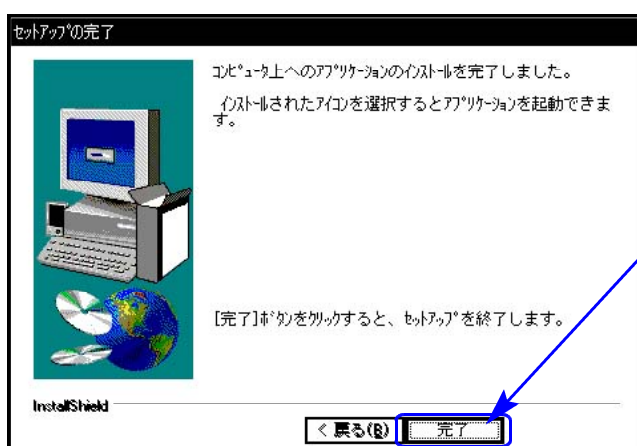 ｾｯﾄｱｯﾌﾟの完了
ｺﾝﾋﾟｭｰﾀ上へのｱﾌﾟﾘｹｰｼｮﾝのｲﾝｽﾄｰﾙを完了しました。
ｲﾝｽﾄｰﾙされたｱｲｺﾝを選択するとｱﾌﾟﾘｹｰｼｮﾝを起動できま
す。
[完了]ﾎﾞﾀﾝをｸﾘｯｸすると、ｾｯﾄｱｯﾌﾟを終了します。
InstallShield
< 戻る(B)
完了